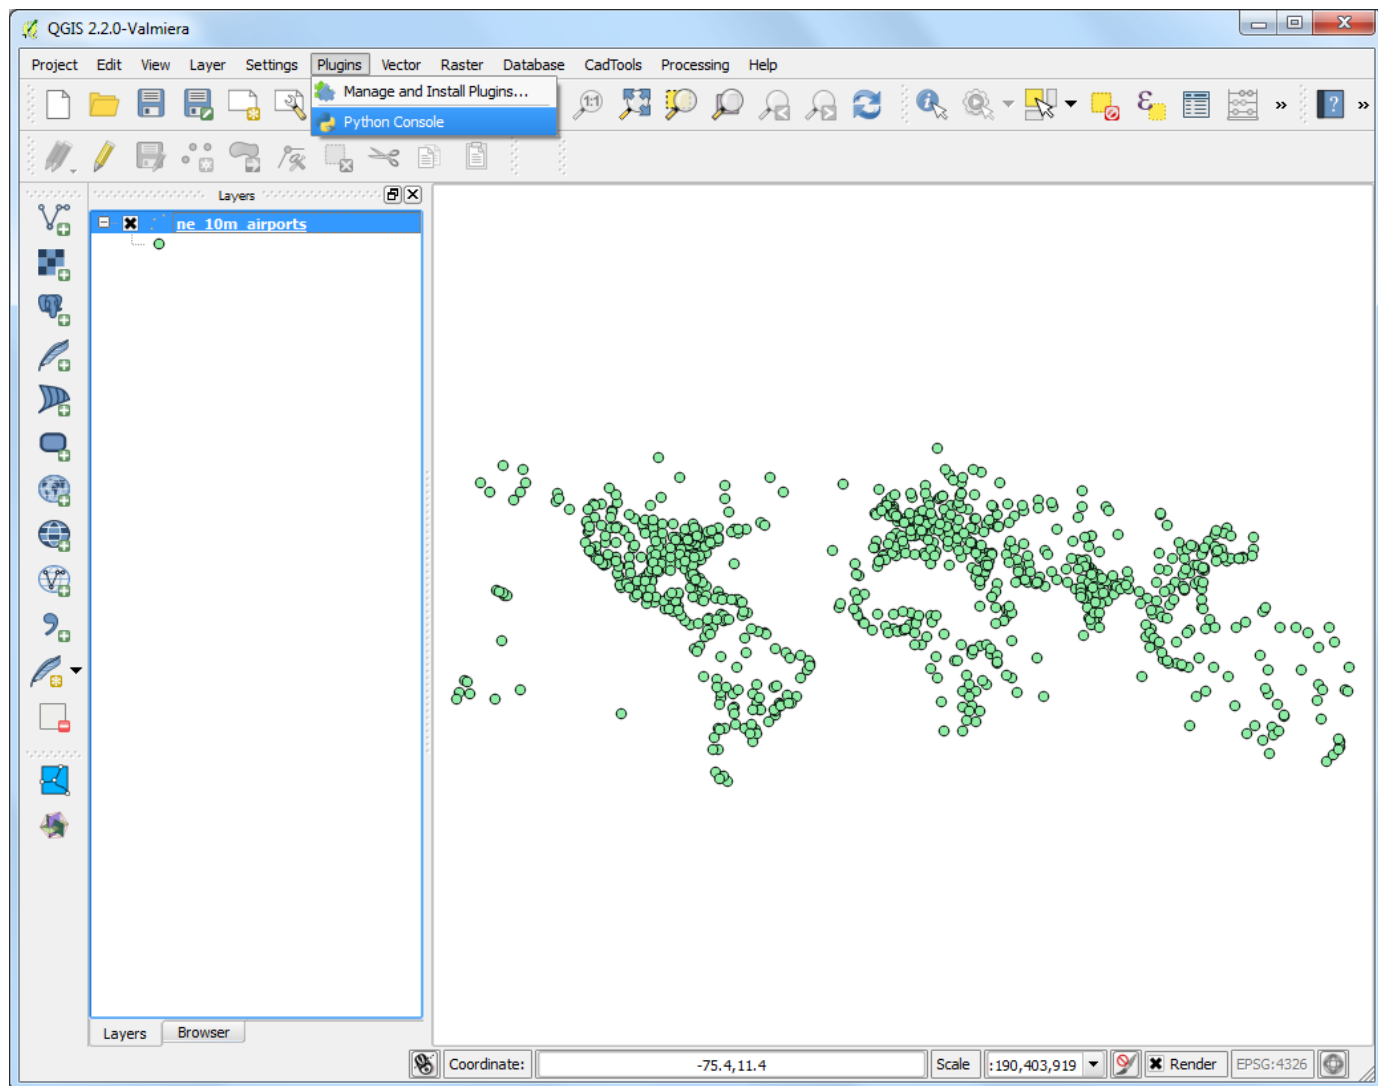 QGIS 2.2.0-Valmiera
Project Edit View Layer Settings Plugins Vector Raster Database CadTools Processing Help
Manage and Install Plugins...
1:1
ε
?
Python Console
Layers
ne_10m_airports
Layers Browser
Coordinate: -75.4,11.4 Scale :190,403,919 Render EPSG:4326